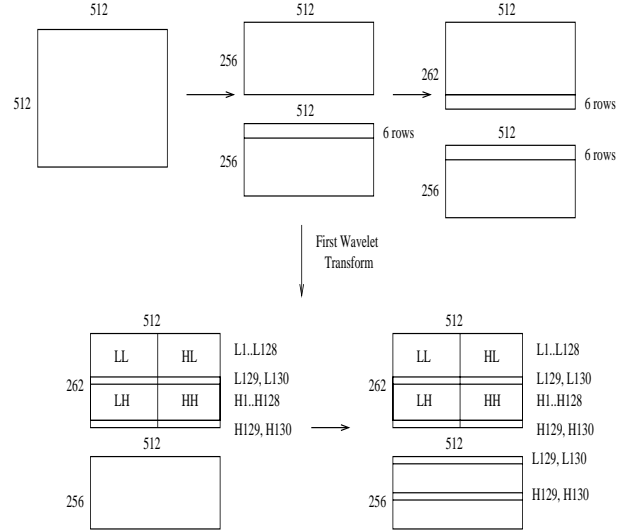 512
512
512
256
512
256
6 rows
512
262
6 rows
512
6 rows
256
First Wavelet
Transform
512
LL HL
L1..L128
262
L129, L130
LH HH
H1..H128
H129, H130
512
256
512
LL HL
L1..L128
262
L129, L130
LH HH
H1..H128
H129, H130
512
L129, L130
256
H129, H130